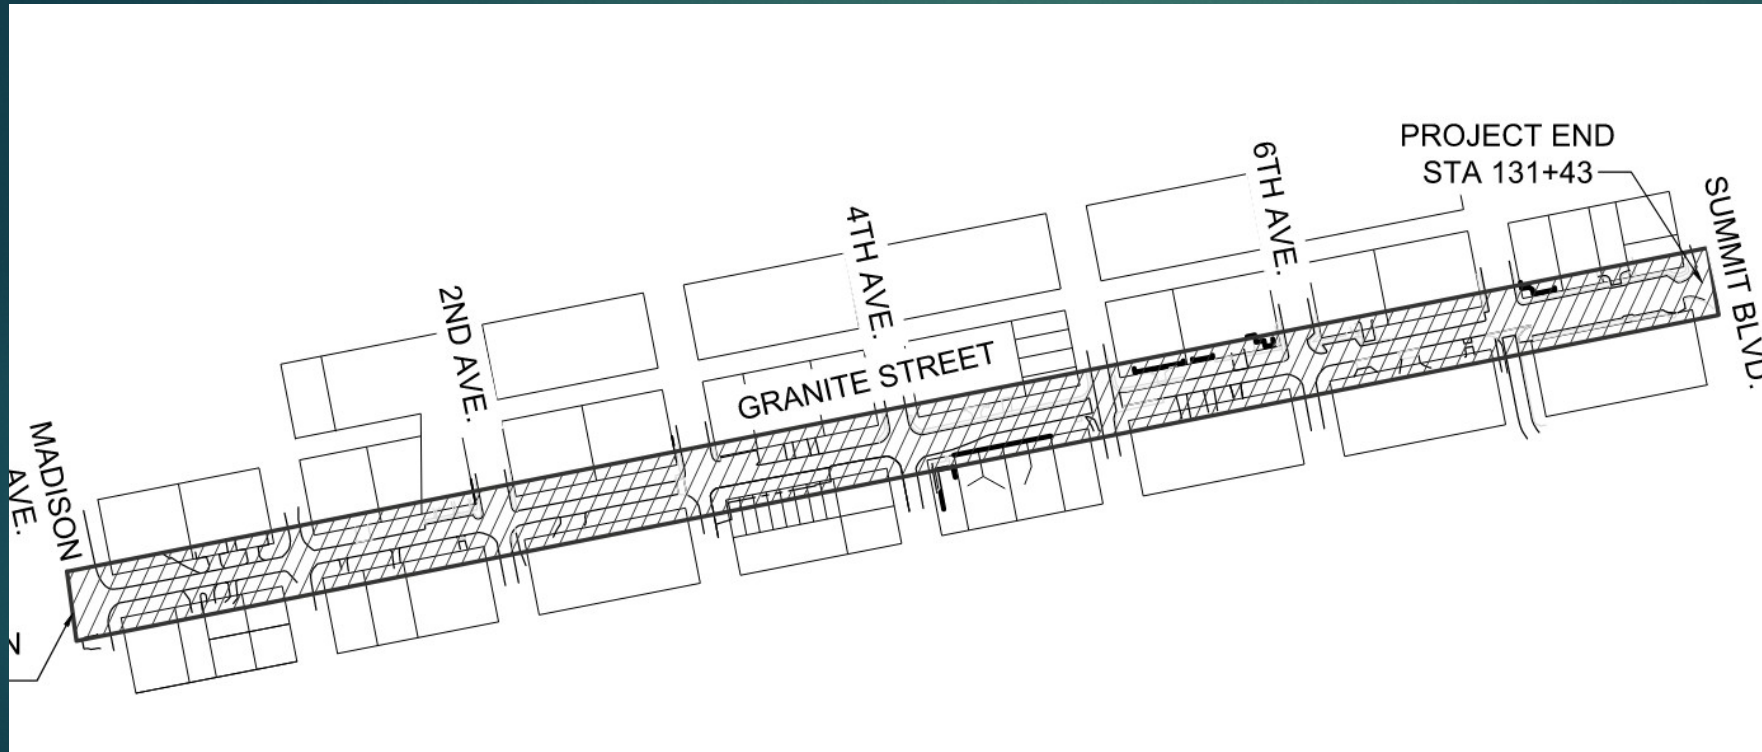 PROJECT END
STA 131+43
6TH AVE.
SUMMIT BLVD.
4TH AVE.
2ND AVE.
GRANITE STREET
MADISON
AVE.
N